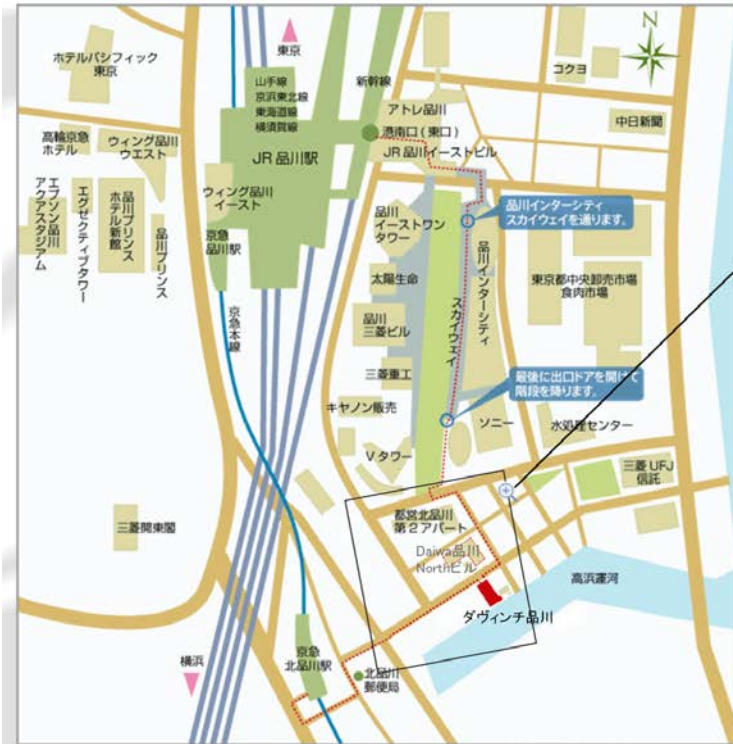 N
ホテルパシフィック
東京
東京
新幹線
コクヨ
山手線
京浜東北線
東海道線
横須賀線
アトレ品川
港南口(東口)
中日新聞
高輪京急
ホテル
ウィング品川
ウエスト
JR 品川駅
JR 品川イーストビル
エプソン品川
アクアスタジアム
エグゼクティブタワー
品川プリンス
ホテル新館
品川プリンス
ウィング品川
イースト
京急
品川駅
品川
イーストワン
タワー
品川インターシティ
スカイウェイを通ります。
品川インターシティ
スカイウェイ
東京都中央卸売市場
食肉市場
太陽生命
京急本線
品川
三菱ビル
三菱重工
最後に出口ドアを開けて
階段を降ります。
キヤノン販売
ソニー
水処理センター
Vタワー
三菱 UFJ
信託
三菱開東閣
都営北品川
第2アパート
Daiwa品川
Northビル
高浜運河
ダヴィンチ品川
横浜
京急
北品川駅
北品川
郵便局